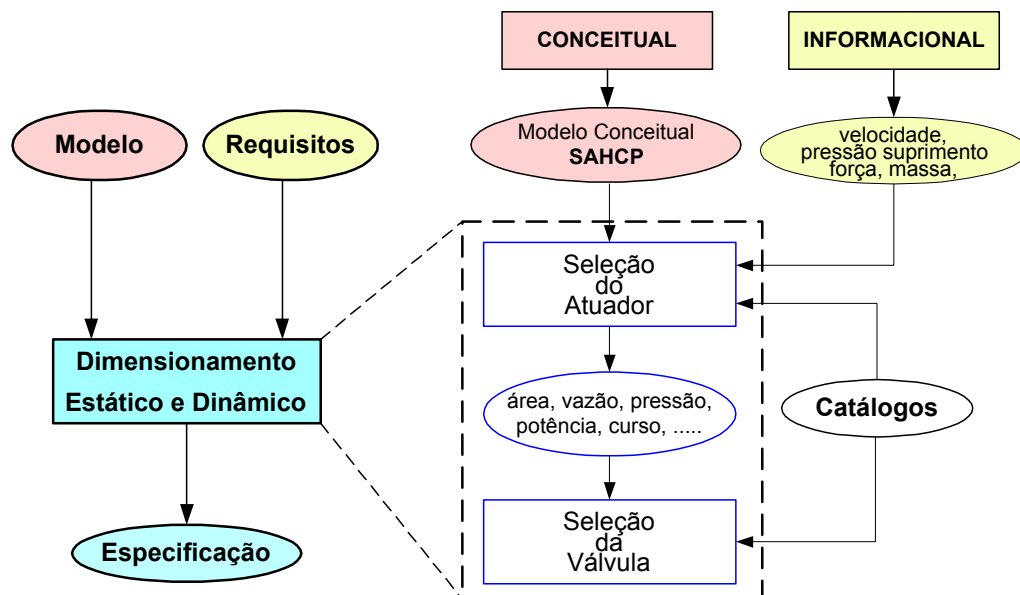 CONCEITUAL
INFORMACIONAL
Modelo
Requisitos
Modelo Conceitual
SAHCP
velocidade,
pressão suprimento
força, massa,
Seleção
do
Atuador
Dimensionamento
Estático e Dinâmico
área, vazão, pressão,
potência, curso, .....
Catálogos
Especificação
Seleção
da
Válvula